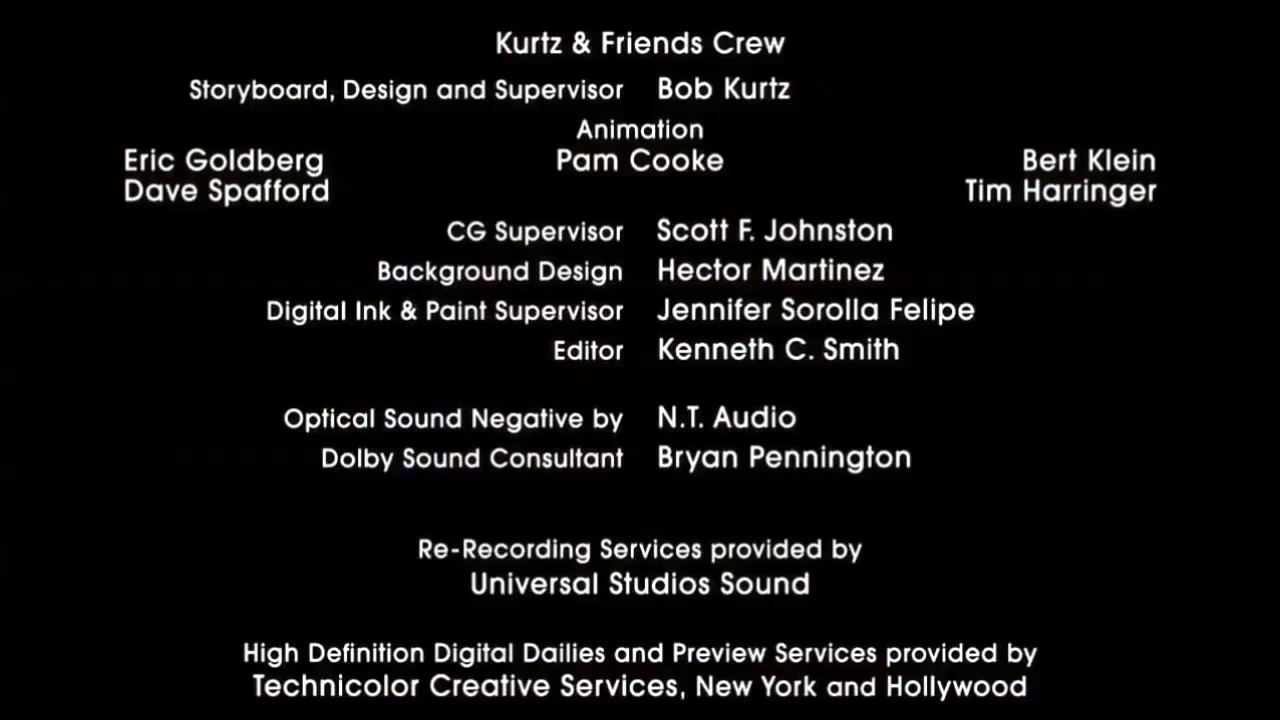 Kurtz & Friends Crew
Storyboard, Design and Supervisor Bob Kurtz
Animation
Eric Goldberg Pam Cooke Bert Klein
Dave Spafford Tim Harringer
CG Supervisor Scott F. Johnston
Background Design Hector Martinez
Digital Ink & Paint Supervisor Jennifer Sorolla Felipe
Editor Kenneth C. Smith
Optical Sound Negative by N.T. Audio
Dolby Sound Consultant Bryan Pennington
Re-Recording Services provided by
Universal Studios Sound
High Definition Digital Dailies and Preview Services provided by
Technicolor Creative Services, New York and Hollywood